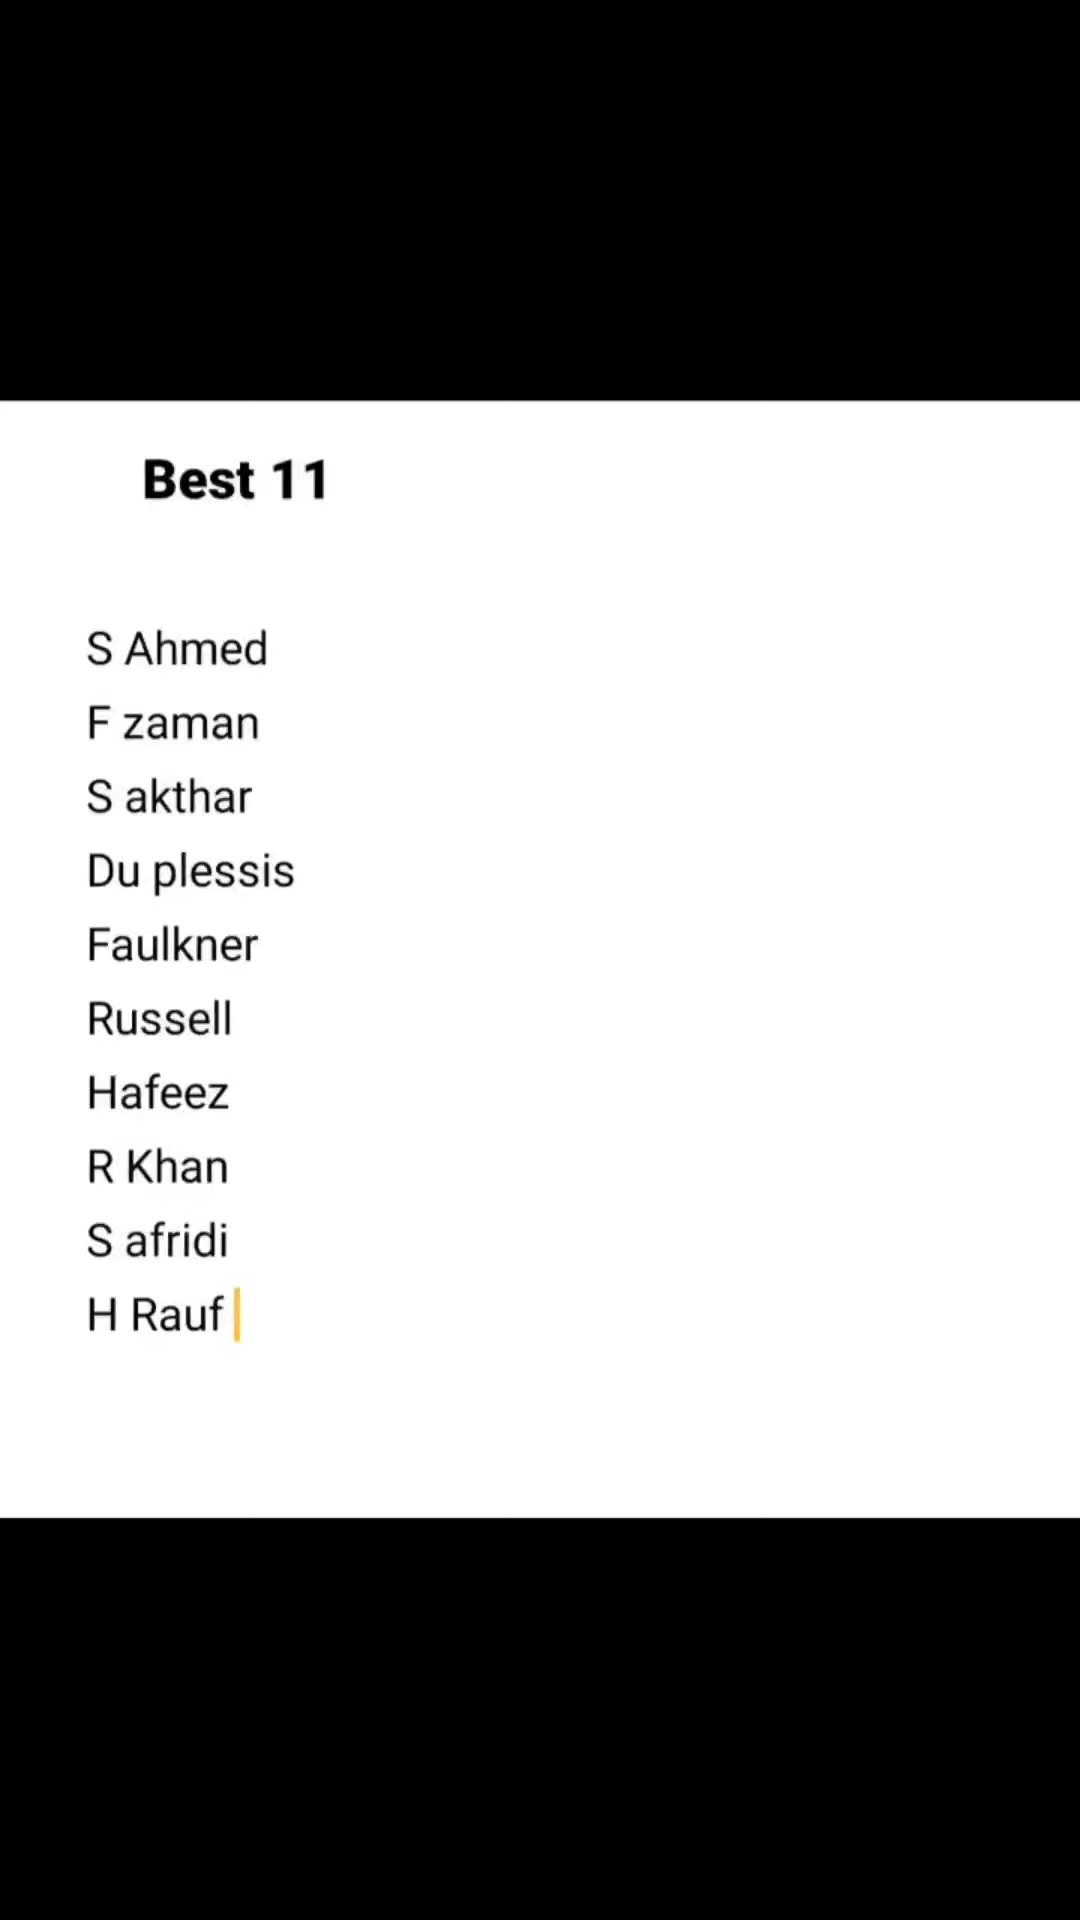 Best 11
S Ahmed
F zaman
S akthar
Du plessis
Faulkner
Russell
Hafeez
R Khan
S afridi
H Rauf